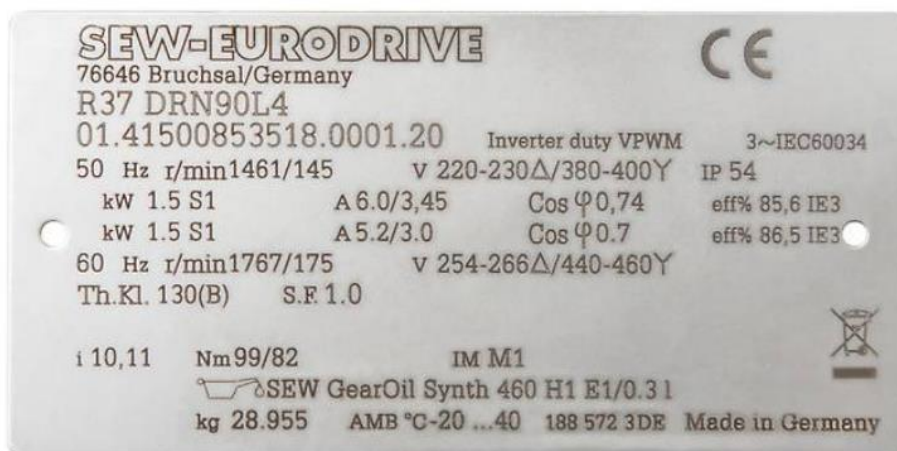 SEW-EURODRIVE CE
76646 Bruchsal/Germany
R37 DRN90L4
01.41500853518.0001.20 Inverter duty VPWM 3~IEC60034
50 Hz r/min1461/145 V 220-230Δ/380-400Y IP 54
kW 1.5 S1 A 6.0/3,45 Cos φ 0,74 eff% 85,6 IE3
kW 1.5 S1 A 5.2/3.0 Cos φ 0.7 eff% 86,5 IE3
60 Hz r/min1767/175 V 254-266Δ/440-460Y
Th.Kl. 130(B) S.F. 1.0
i 10,11 Nm 99/82 IM M1
SEW GearOil Synth 460 H1 E1/0.3 l
kg 28.955 AMB °C-20 ...40 188 572 3DE Made in Germany